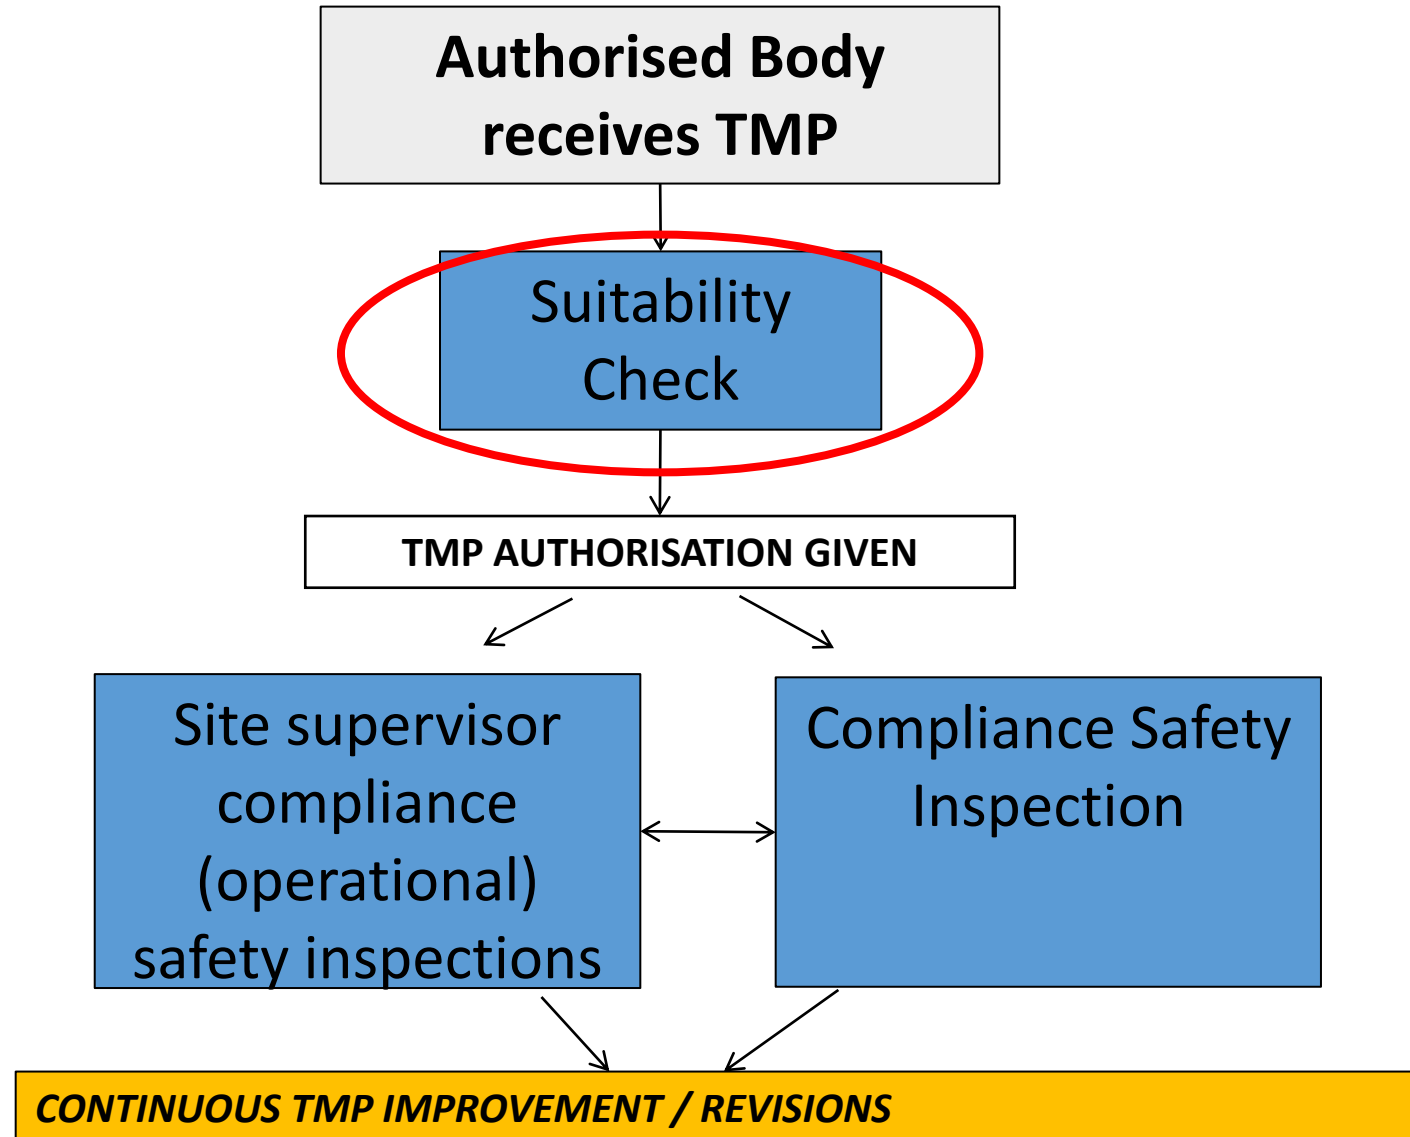 Authorised Body
receives TMP
Suitability
Check
TMP AUTHORISATION GIVEN
Site supervisor
compliance
(operational)
safety inspections
Compliance Safety
Inspection
CONTINUOUS TMP IMPROVEMENT / REVISIONS